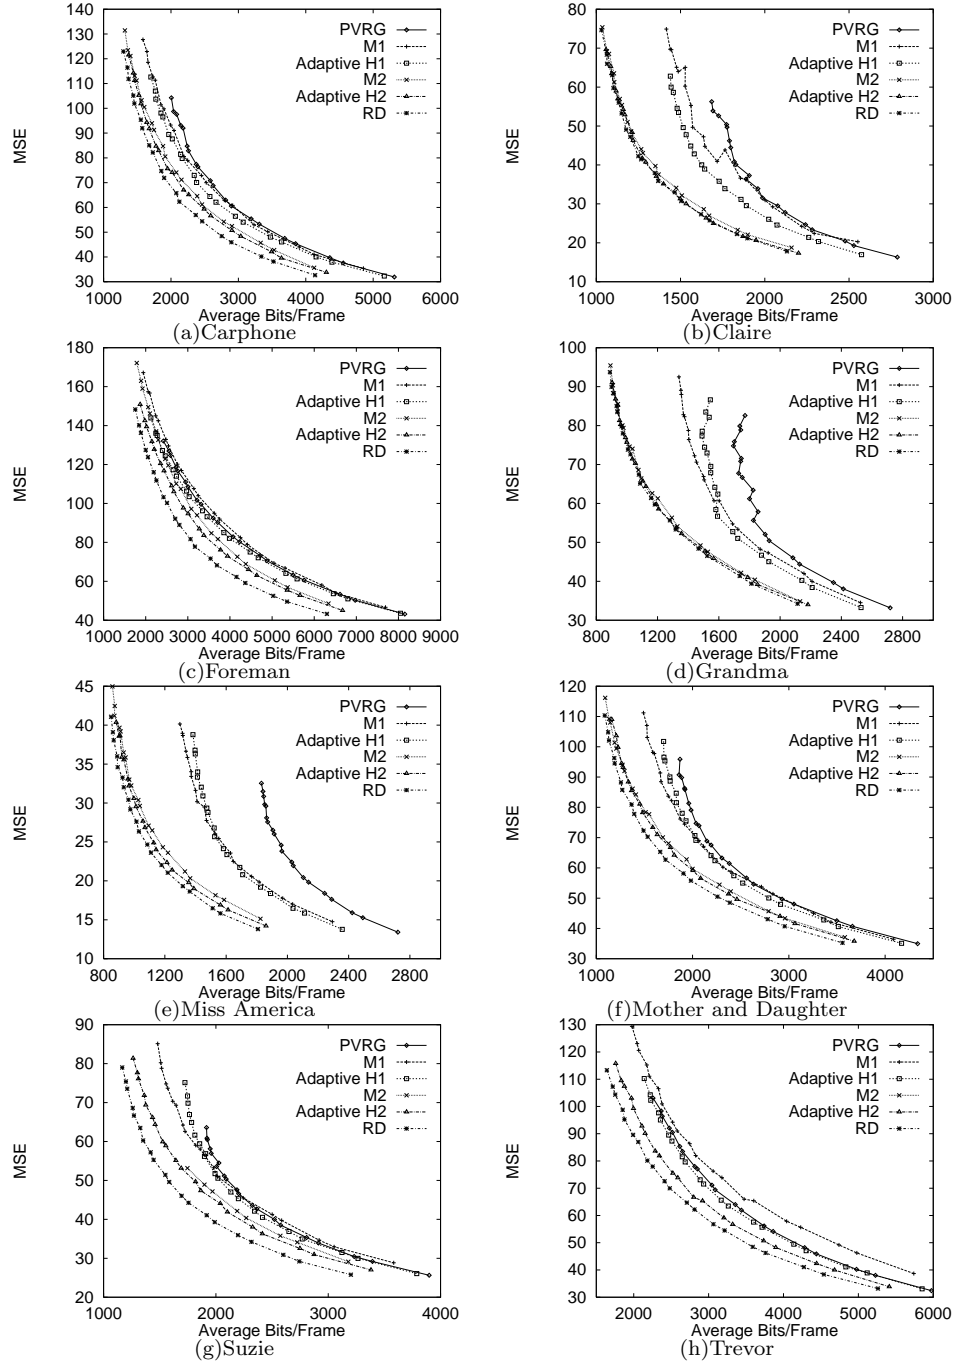 140
130
120
110
100
90
80
70
60
50
40
30
MSE
PVRG
M1
Adaptive H1
M2
Adaptive H2
RD
1000 2000 3000 4000 5000 6000
Average Bits/Frame
(a)Carphone
80
70
60
50
40
30
20
10
MSE
PVRG
M1
Adaptive H1
M2
Adaptive H2
RD
1000 1500 2000 2500 3000
Average Bits/Frame
(b)Claire
180
160
140
120
100
80
60
40
MSE
PVRG
M1
Adaptive H1
M2
Adaptive H2
RD
1000 2000 3000 4000 5000 6000 7000 8000 9000
Average Bits/Frame
(c)Foreman
100
90
80
70
60
50
40
30
MSE
PVRG
M1
Adaptive H1
M2
Adaptive H2
RD
800 1200 1600 2000 2400 2800
Average Bits/Frame
(d)Grandma
45
40
35
30
25
20
15
10
MSE
PVRG
M1
Adaptive H1
M2
Adaptive H2
RD
800 1200 1600 2000 2400 2800
Average Bits/Frame
(e)Miss America
120
110
100
90
80
70
60
50
40
30
MSE
PVRG
M1
Adaptive H1
M2
Adaptive H2
RD
1000 2000 3000 4000
Average Bits/Frame
(f)Mother and Daughter
90
80
70
60
50
40
30
20
MSE
PVRG
M1
Adaptive H1
M2
Adaptive H2
RD
2000 3000 4000
Average Bits/Frame
(g)Suzie
130
120
110
100
90
80
70
60
50
40
30
MSE
PVRG
M1
Adaptive H1
M2
Adaptive H2
RD
2000 3000 4000 5000 6000
Average Bits/Frame
(h)Trevor